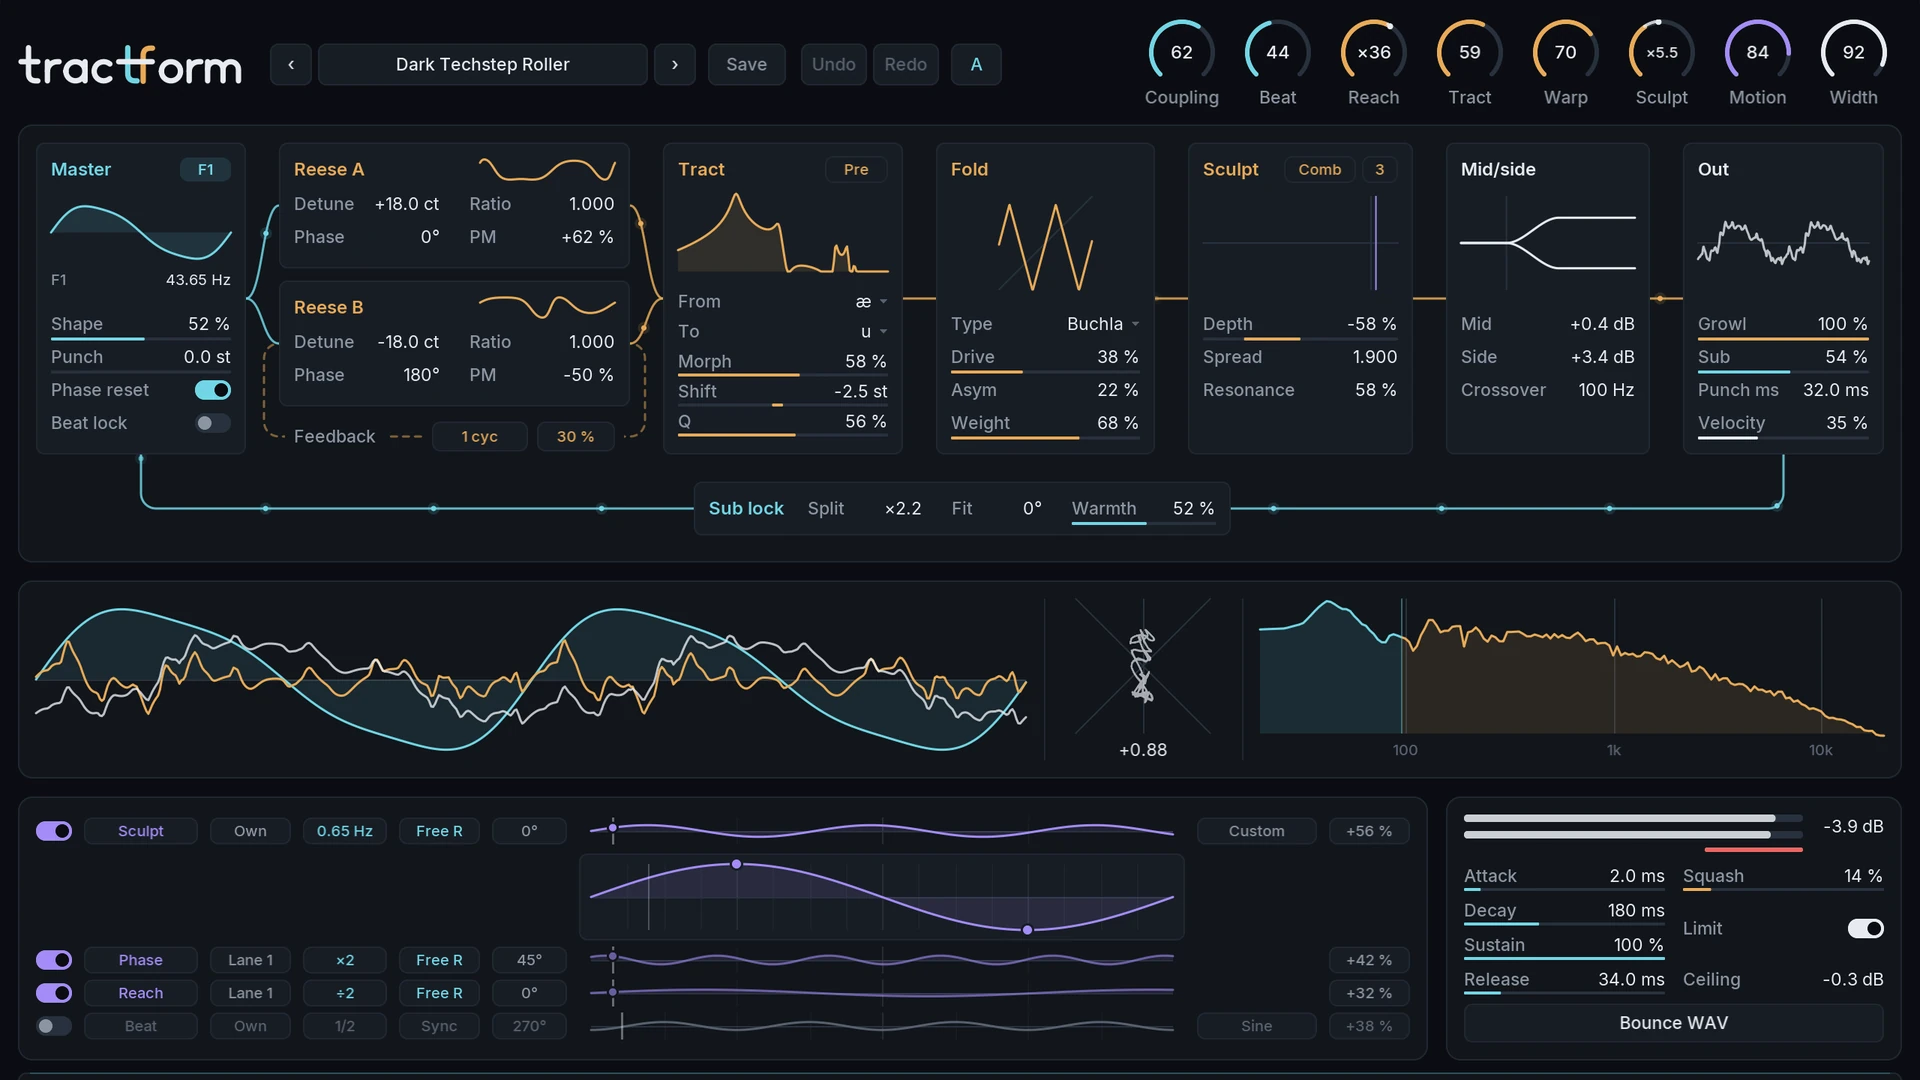 tractform
‹
Dark Techstep Roller
›
Save
Undo
Redo
A
62
Coupling
44
Beat
×36
Reach
59
Tract
70
Warp
×5.5
Sculpt
84
Motion
92
Width
Master
F1
F1
43.65 Hz
Shape
52 %
Punch
0.0 st
Phase reset
Beat lock
Reese A
Detune
+18.0 ct
Ratio
1.000
Phase
0°
PM
+62 %
Reese B
Detune
-18.0 ct
Ratio
1.000
Phase
180°
PM
-50 %
Feedback
1 cyc
30 %
Tract
Pre
From
æ
To
u
Morph
58 %
Shift
-2.5 st
Q
56 %
Fold
Type
Buchla
Drive
38 %
Asym
22 %
Weight
68 %
Sculpt
Comb
3
Depth
-58 %
Spread
1.900
Resonance
58 %
Mid/side
Mid
+0.4 dB
Side
+3.4 dB
Crossover
100 Hz
Out
Growl
100 %
Sub
54 %
Punch ms
32.0 ms
Velocity
35 %
Sub lock
Split
×2.2
Fit
0°
Warmth
52 %
+0.88
100
1k
10k
Sculpt
Own
0.65 Hz
Free R
0°
Custom
+56 %
Phase
Lane 1
×2
Free R
45°
+42 %
Reach
Lane 1
÷2
Free R
0°
+32 %
Beat
Own
1/2
Sync
270°
Sine
+38 %
-3.9 dB
Attack
2.0 ms
Squash
14 %
Decay
180 ms
Limit
Sustain
100 %
Release
34.0 ms
Ceiling
-0.3 dB
Bounce WAV